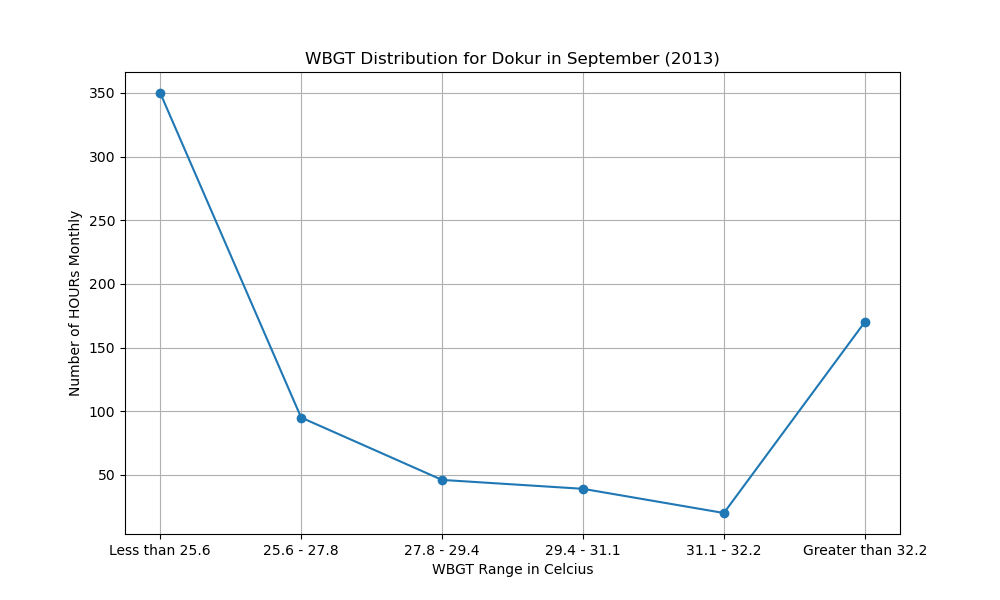 WBGT Distribution for Dokur in September (2013)
Number of HOURs Monthly
350
300
250
200
150
100
50
Less than 25.6
25.6 - 27.8
27.8 - 29.4
29.4 - 31.1
31.1 - 32.2
Greater than 32.2
WBGT Range in Celcius